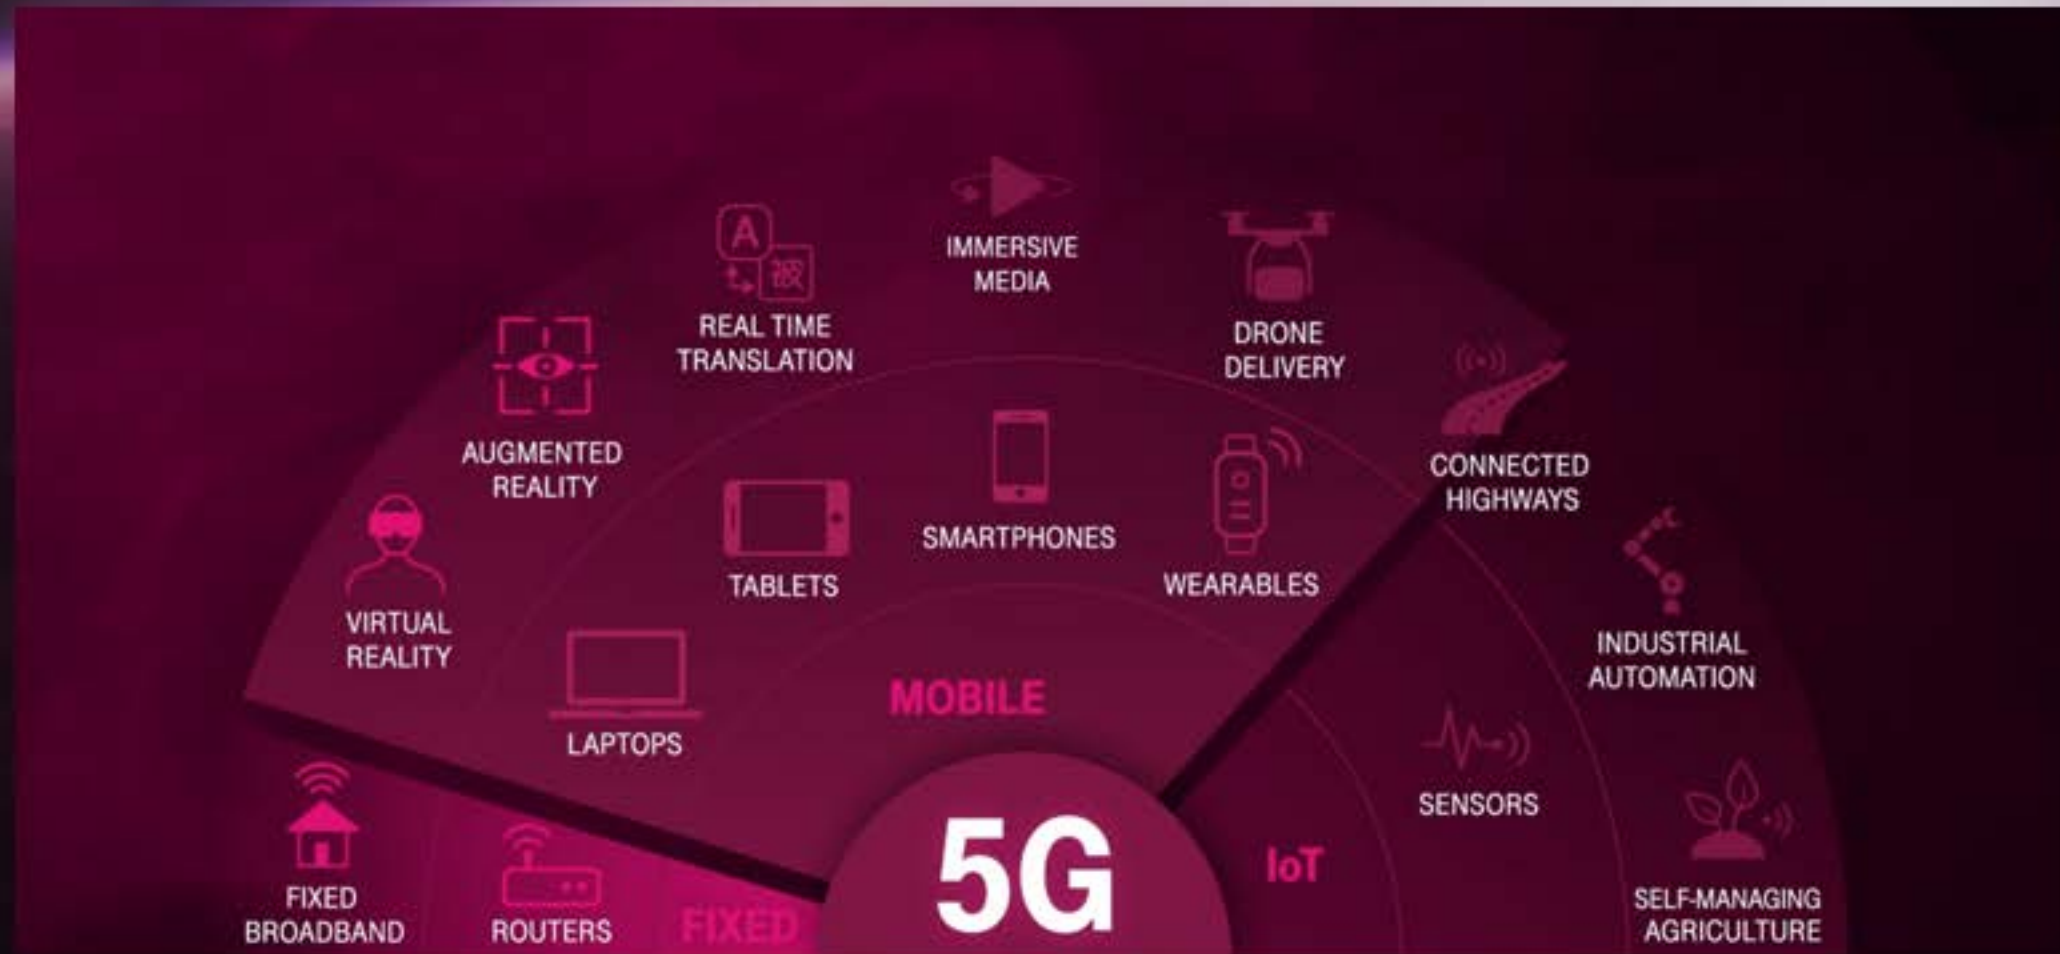 IMMERSIVE
MEDIA
REAL TIME
TRANSLATION
DRONE
DELIVERY
AUGMENTED
REALITY
CONNECTED
HIGHWAYS
SMARTPHONES
TABLETS
WEARABLES
VIRTUAL
REALITY
INDUSTRIAL
AUTOMATION
MOBILE
LAPTOPS
SENSORS
5G
IoT
FIXED
BROADBAND
ROUTERS
FIXED
SELF-MANAGING
AGRICULTURE
A